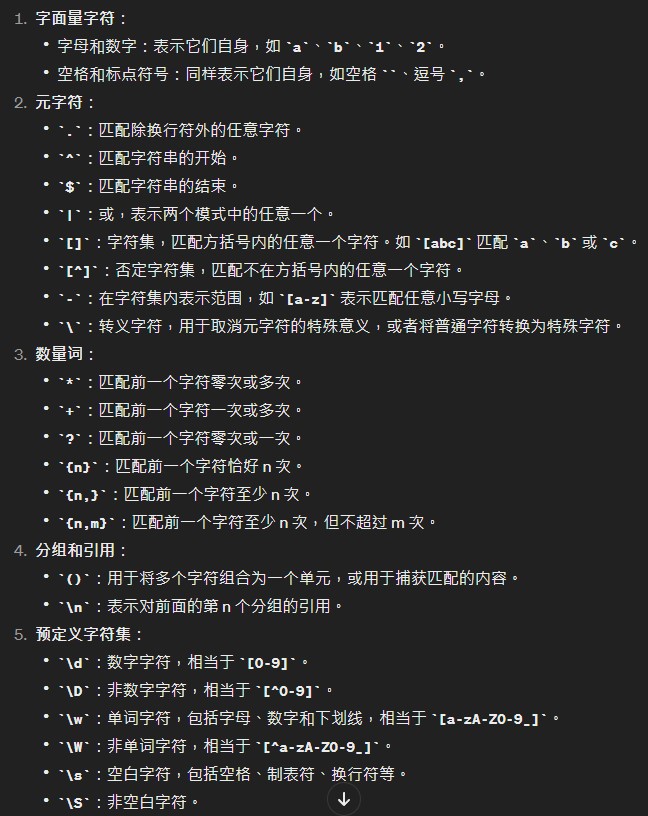 1. 字面量字符：
• 字母和数字：表示它们自身，如 `a`、`b`、`1`、`2`。
• 空格和标点符号：同样表示它们自身，如空格 ` `、逗号 `,`。
2. 元字符：
• `.`：匹配除换行符外的任意字符。
• `^`：匹配字符串的开始。
• `$`：匹配字符串的结束。
• `|`：或，表示两个模式中的任意一个。
• `[]`：字符集，匹配方括号内的任意一个字符。如 `[abc]` 匹配 `a`、`b` 或 `c`。
• `[^]`：否定字符集，匹配不在方括号内的任意一个字符。
• `-`：在字符集内表示范围，如 `[a-z]` 表示匹配任意小写字母。
• `\`：转义字符，用于取消元字符的特殊意义，或者将普通字符转换为特殊字符。
3. 数量词：
• `*`：匹配前一个字符零次或多次。
• `+`：匹配前一个字符一次或多次。
• `?`：匹配前一个字符零次或一次。
• `{n}`：匹配前一个字符恰好 n 次。
• `{n,}`：匹配前一个字符至少 n 次。
• `{n,m}`：匹配前一个字符至少 n 次，但不超过 m 次。
4. 分组和引用：
• `()`：用于将多个字符组合为一个单元，或用于捕获匹配的内容。
• `\n`：表示对前面的第 n 个分组的引用。
5. 预定义字符集：
• `\d`：数字字符，相当于 `[0-9]`。
• `\D`：非数字字符，相当于 `[^0-9]`。
• `\w`：单词字符，包括字母、数字和下划线，相当于 `[a-zA-Z0-9_]`。
• `\W`：非单词字符，相当于 `[^a-zA-Z0-9_]`。
• `\s`：空白字符，包括空格、制表符、换行符等。
• `\S`：非空白字符。